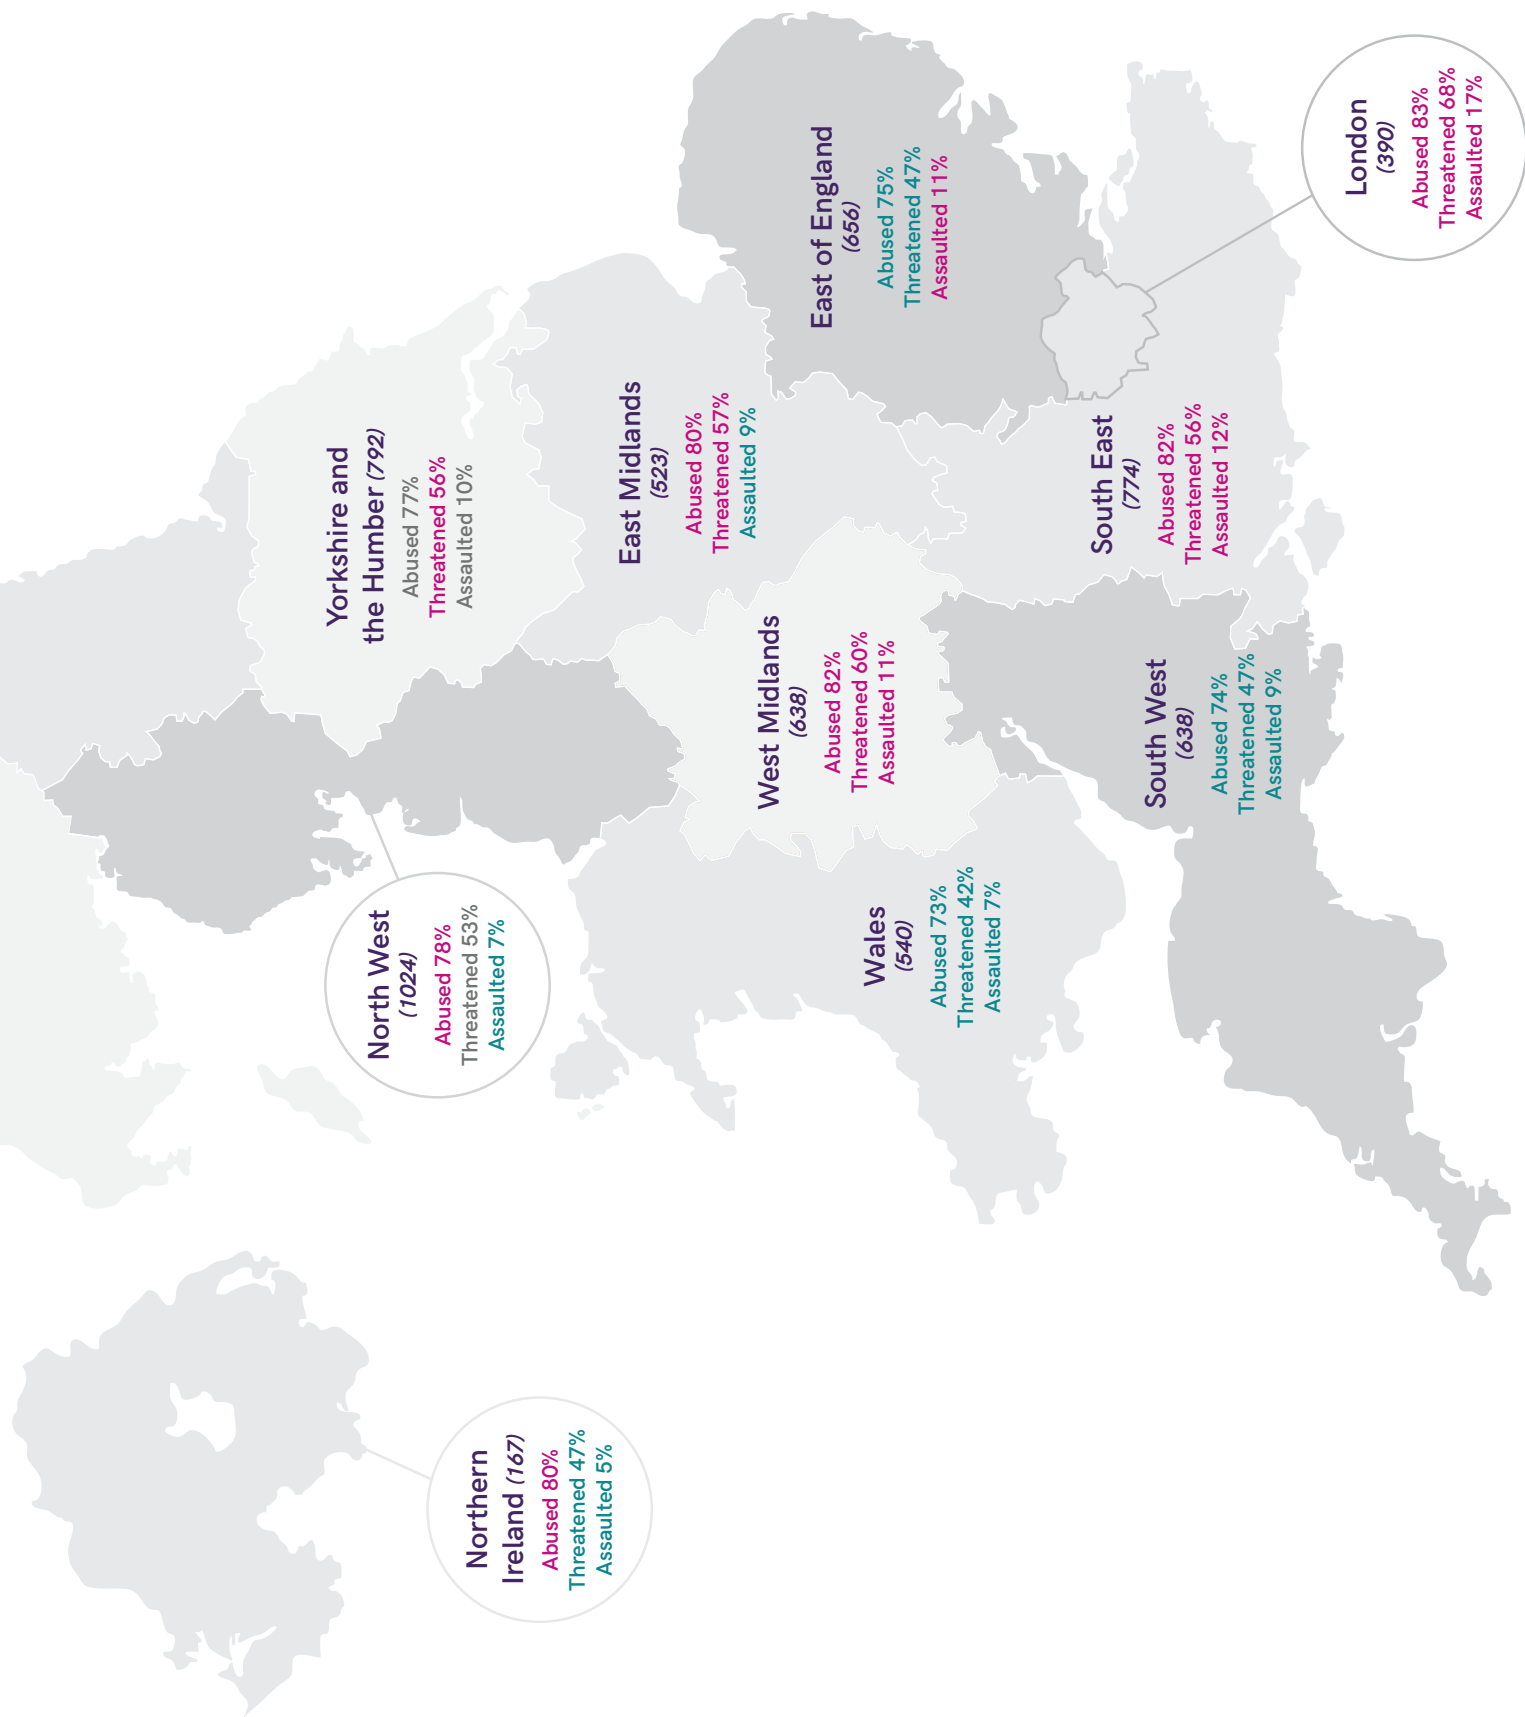 Northern
Ireland (167)
Abused 80%
Threatened 47%
Assaulted 5%
North West
(1024)
Abused 78%
Threatened 53%
Assaulted 7%
Yorkshire and
the Humber (792)
Abused 77%
Threatened 56%
Assaulted 10%
East Midlands
(523)
Abused 80%
Threatened 57%
Assaulted 9%
West Midlands
(638)
Abused 82%
Threatened 60%
Assaulted 11%
East of England
(656)
Abused 75%
Threatened 47%
Assaulted 11%
Wales
(540)
Abused 73%
Threatened 42%
Assaulted 7%
South West
(638)
Abused 74%
Threatened 47%
Assaulted 9%
South East
(774)
Abused 82%
Threatened 56%
Assaulted 12%
London
(390)
Abused 83%
Threatened 68%
Assaulted 17%